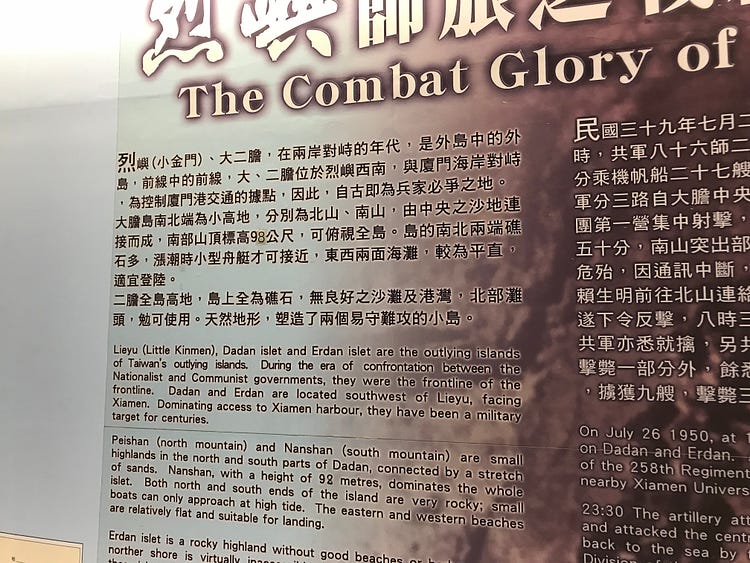 烈嶼師旅之
The Combat Glory of
烈嶼(小金門)、大二膽，在兩岸對峙的年代，是外島中的外
島，前線中的前線，大、二膽位於烈嶼西南，與廈門海岸對峙
，為控制廈門港交通的據點，因此，自古即為兵家必爭之地。
大膽島南北端為小高地，分別為北山、南山，由中央之沙地連
接而成，南部山頂標高98公尺，可俯視全島。島的南北兩端礁
石多，漲潮時小型舟艇才可接近，東西兩面海灘，較為平直，
適宜登陸。
二膽全島高地，島上全為礁石，無良好之沙灘及港灣，北部灘
頭，勉可使用。天然地形，塑造了兩個易守難攻的小島。
Lieyu (Little Kinmen), Dadan islet and Erdan islet are the outlying islands
of Taiwan's outlying islands. During the era of confrontation between the
Nationalist and Communist governments, they were the frontline of the
frontline. Dadan and Erdan are located southwest of Lieyu, facing
Xiamen. Dominating access to Xiamen harbour, they have been a military
target for centuries.
Peishan (north mountain) and Nanshan (south mountain) are small
highlands in the north and south parts of Dadan, connected by a stretch
of sands. Nanshan, with a height of 92 metres, dominates the whole
islet. Both north and south ends of the island are very rocky; small
boats can only approach at high tide. The eastern and western beaches
are relatively flat and suitable for landing.
Erdan islet is a rocky highland without good beaches or
norther shore is virtually
民國三十九年七月二
時，共軍八十六師二
分乘機帆船二十七艘
軍分三路自大膽中央
團第一營集中射擊，
五十分，南山突出部
危殆，因通訊中斷，
賴生明前往北山連絡
遂下令反擊，八時三
共軍亦悉就擒，另共
擊斃一部分外，餘悉
，擄獲九艘，擊斃三
On July 26 1950, at
on Dadan and Erdan.
of the 258th Regiment
nearby Xiamen Univers
23:30 The artillery att
and attacked the cent
back to the sea by
Division of